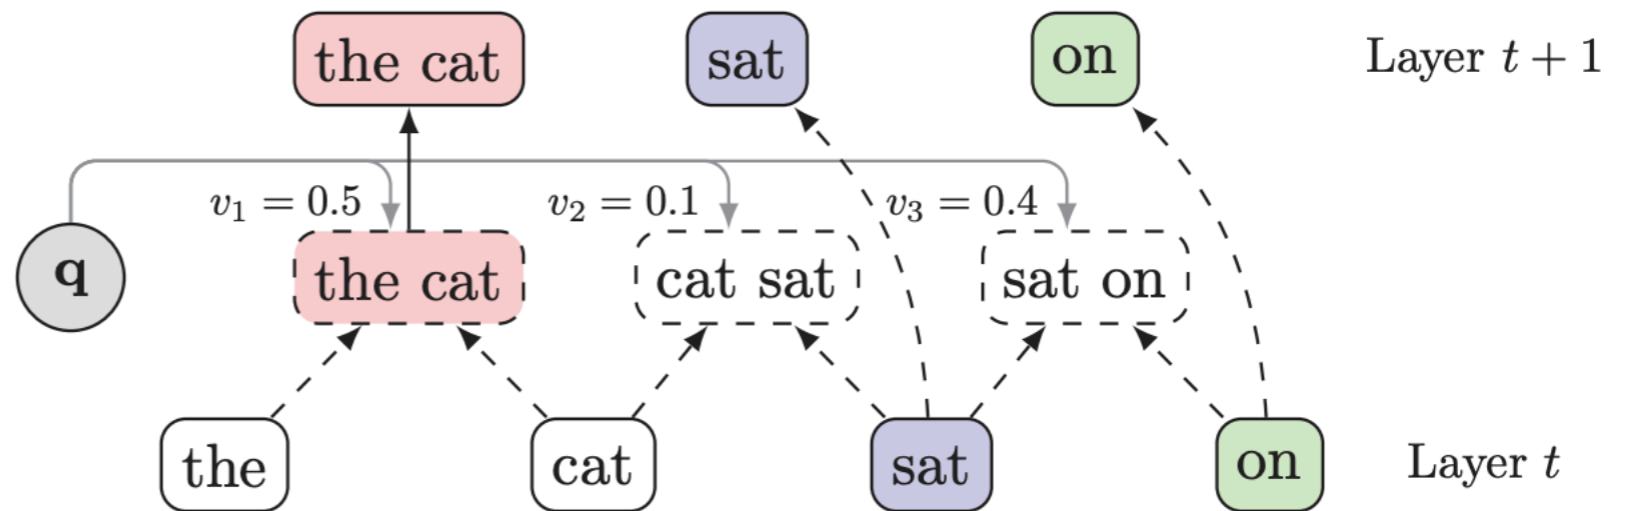 the cat sat on Layer t + 1
v₁ = 0.5 v₂ = 0.1 v₃ = 0.4
q the cat cat sat sat on
the cat sat on Layer t